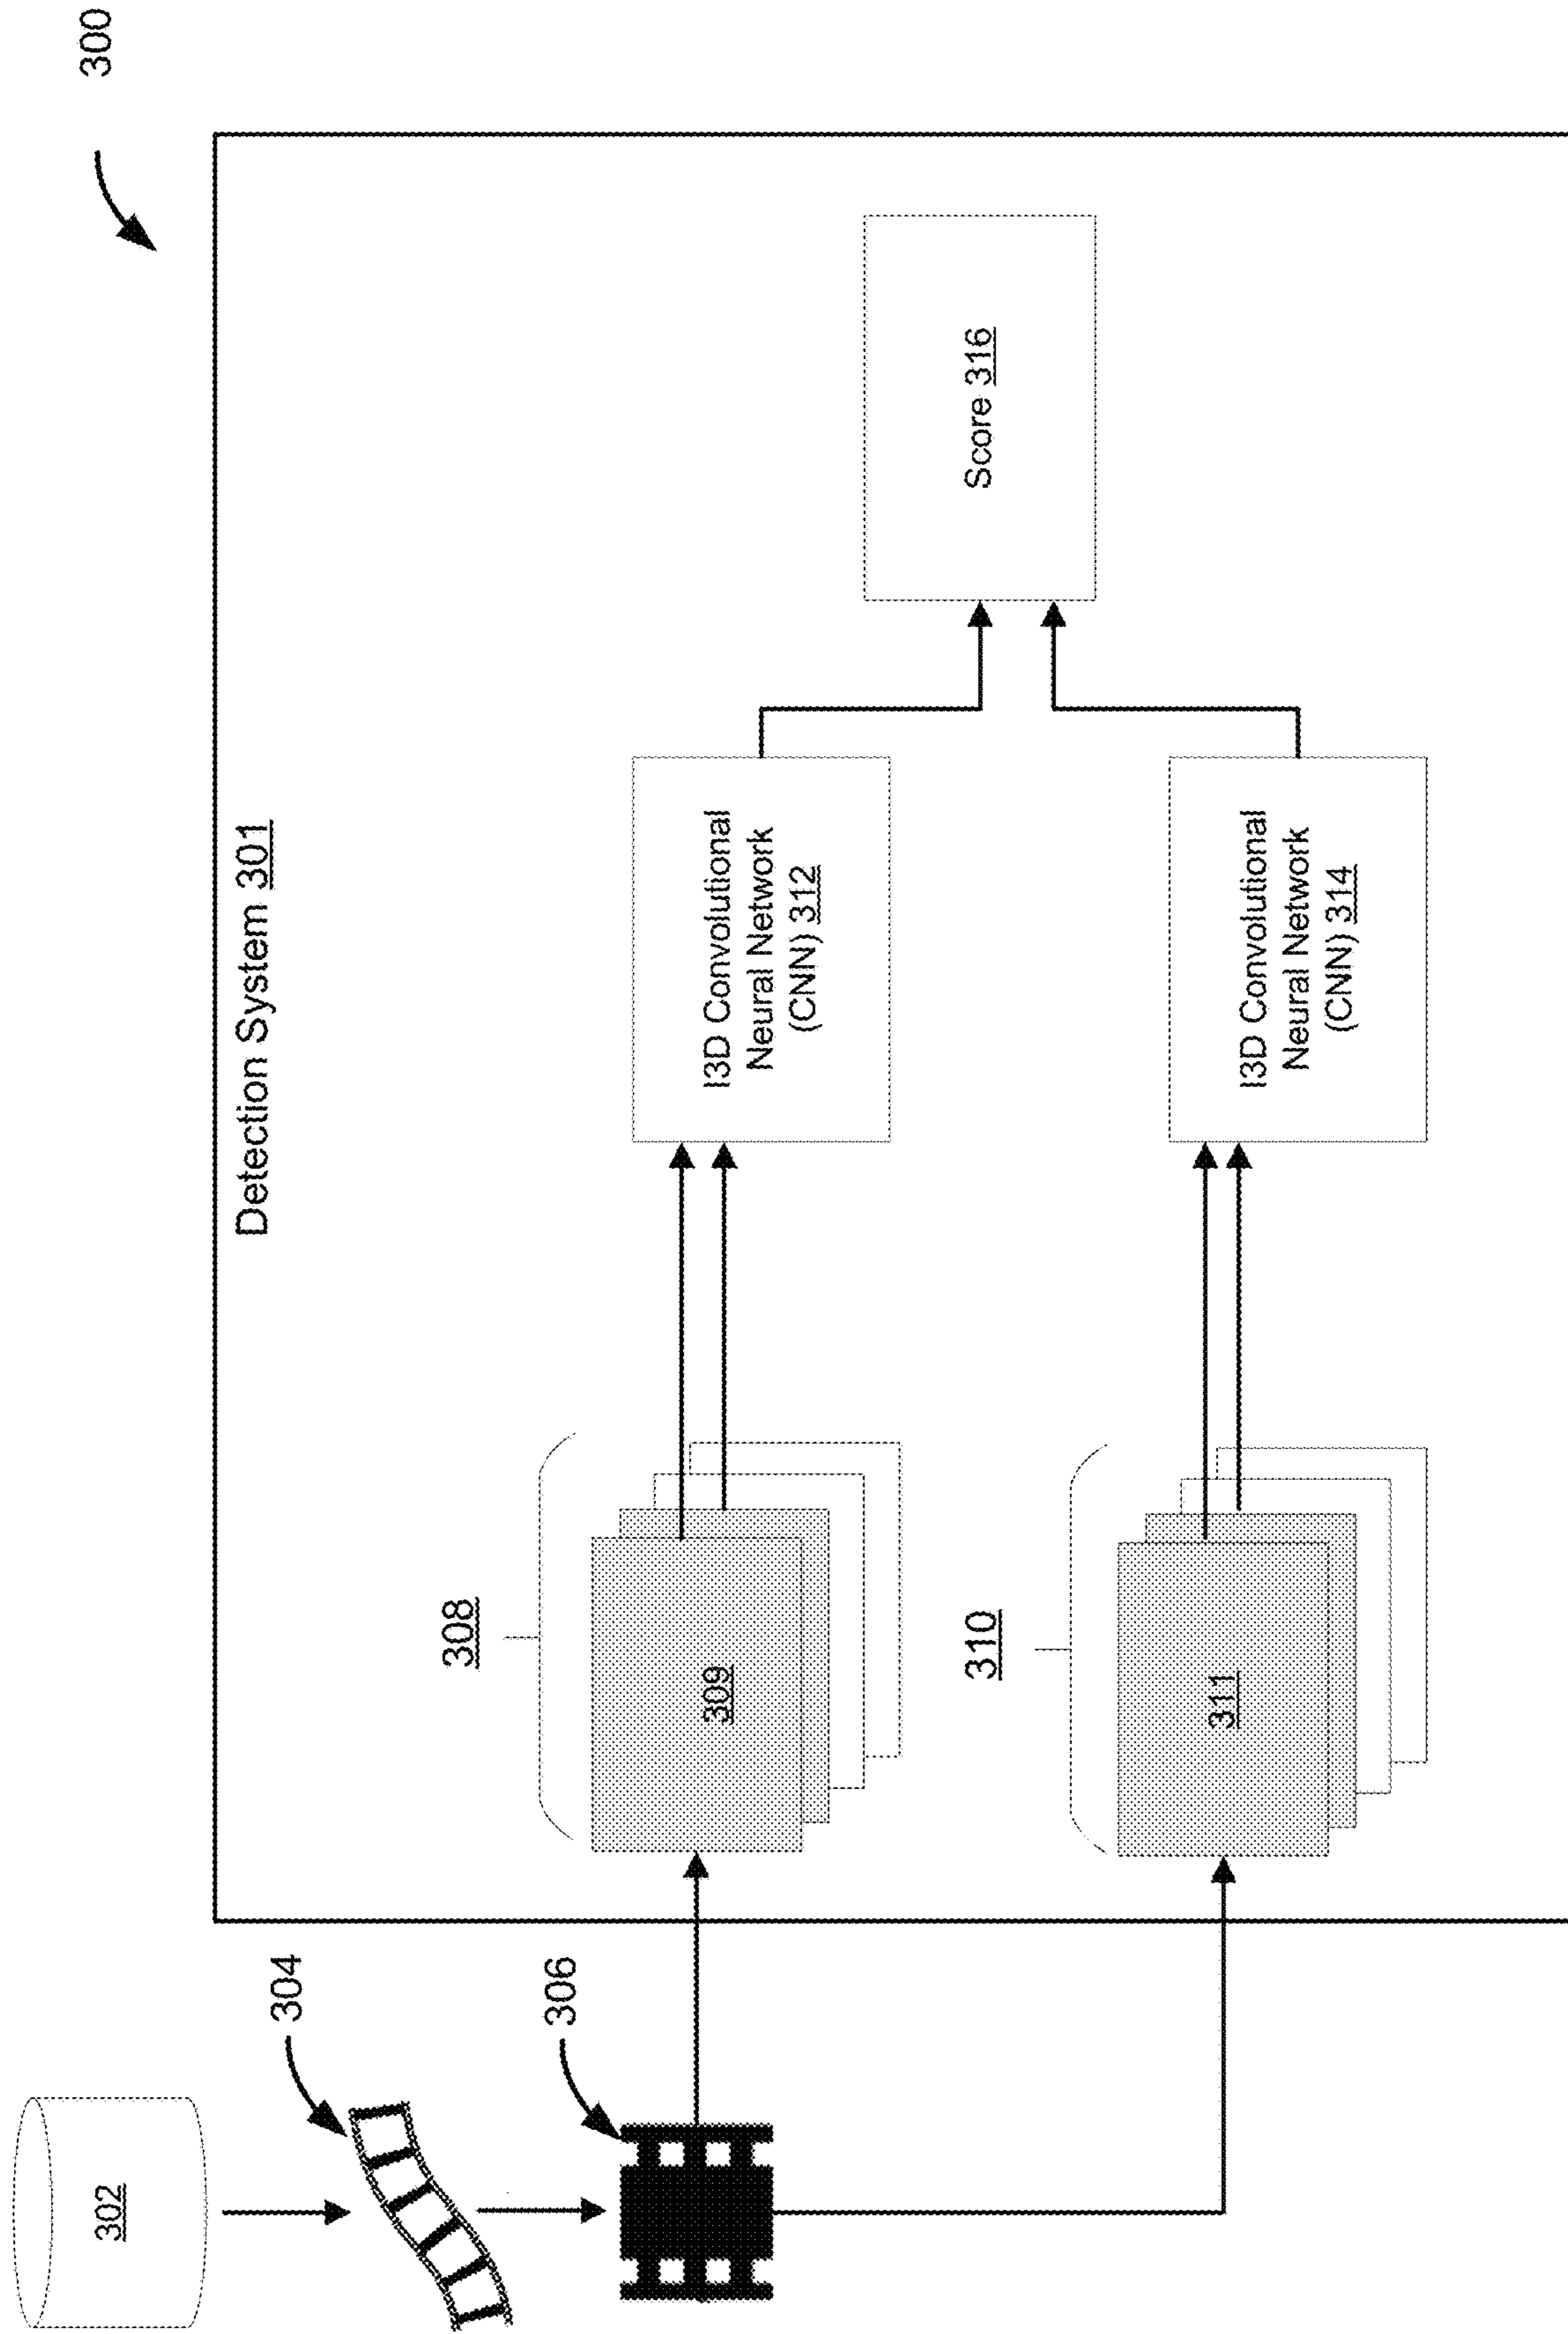 300
Detection System 301
302
304
306
308
309
310
311
I3D Convolutional
Neural Network
(CNN) 312
I3D Convolutional
Neural Network
(CNN) 314
Score 316